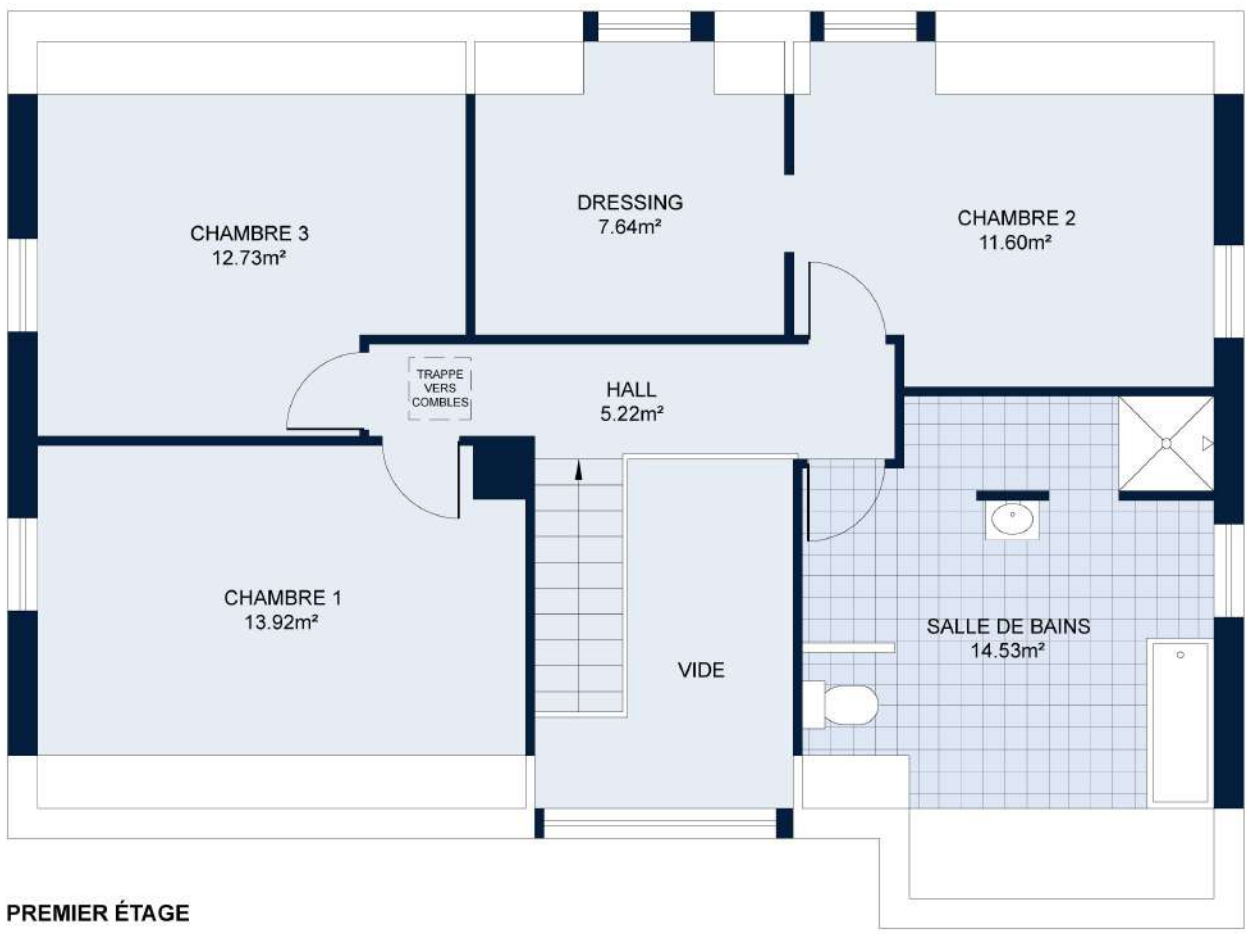 DRESSING
7.64m²
CHAMBRE 2
11.60m²
CHAMBRE 3
12.73m²
TRAPPE
VERS
COMBLES
HALL
5.22m²
CHAMBRE 1
13.92m²
SALLE DE BAINS
14.53m²
VIDE
PREMIER ÉTAGE